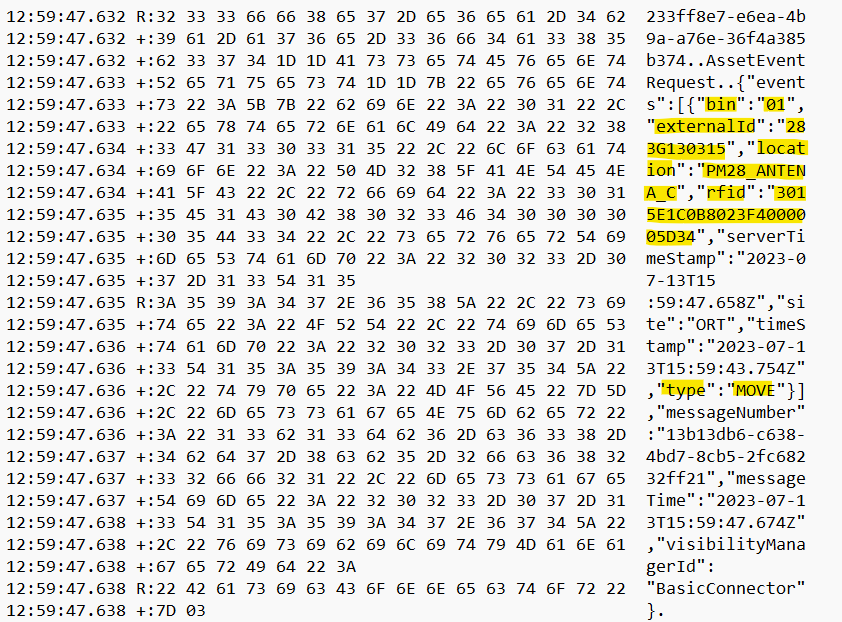 12:59:47.632 R:32 33 33 66 66 38 65 37 2D 65 36 65 61 2D 34 62 233ff8e7-e6ea-4b
12:59:47.632 +:39 61 2D 61 37 36 65 2D 33 36 66 34 61 33 38 35 9a-a76e-36f4a385
12:59:47.632 +:62 33 37 34 1D 1D 41 73 73 65 74 45 76 65 6E 74 b374..AssetEvent
12:59:47.633 +:52 65 71 75 65 73 74 1D 1D 7B 22 65 76 65 6E 74 Request..{"event
12:59:47.633 +:73 22 3A 5B 7B 22 62 69 6E 22 3A 22 30 31 22 2C s":[{"bin":"01",
12:59:47.633 +:22 65 78 74 65 72 6E 61 6C 49 64 22 3A 22 32 38 "externalId":"28
12:59:47.634 +:33 47 31 33 30 33 31 35 22 2C 22 6C 6F 63 61 74 3G130315","locat
12:59:47.634 +:69 6F 6E 22 3A 22 50 4D 32 38 5F 41 4E 54 45 4E ion":"PM28_ANTEN
12:59:47.634 +:41 5F 43 22 2C 22 72 66 69 64 22 3A 22 33 30 31 A_C","rfid":"301
12:59:47.635 +:35 45 31 43 30 42 38 30 32 33 46 34 30 30 30 30 5E1C0B8023F40000
12:59:47.635 +:30 35 44 33 34 22 2C 22 73 65 72 76 65 72 54 69 05D34","serverTi
12:59:47.635 +:6D 65 53 74 61 6D 70 22 3A 22 32 30 32 33 2D 30 meStamp":"2023-0
12:59:47.635 +:37 2D 31 33 54 31 35 7-13T15
12:59:47.635 R:3A 35 39 3A 34 37 2E 36 35 38 5A 22 2C 22 73 69 :59:47.658Z","si
12:59:47.635 +:74 65 22 3A 22 4F 52 54 22 2C 22 74 69 6D 65 53 te":"ORT","timeS
12:59:47.636 +:74 61 6D 70 22 3A 22 32 30 32 33 2D 30 37 2D 31 tamp":"2023-07-1
12:59:47.636 +:33 54 31 35 3A 35 39 3A 34 33 2E 37 35 34 5A 22 3T15:59:43.754Z"
12:59:47.636 +:2C 22 74 79 70 65 22 3A 22 4D 4F 56 45 22 7D 5D ,"type":"MOVE"}]
12:59:47.636 +:2C 22 6D 65 73 73 61 67 65 4E 75 6D 62 65 72 22 ,"messageNumber"
12:59:47.636 +:3A 22 31 33 62 31 33 64 62 36 2D 63 36 33 38 2D :"13b13db6-c638-
12:59:47.637 +:34 62 64 37 2D 38 63 62 35 2D 32 66 63 36 38 32 4bd7-8cb5-2fc682
12:59:47.637 +:33 32 66 66 32 31 22 2C 22 6D 65 73 73 61 67 65 32ff21","message
12:59:47.637 +:54 69 6D 65 22 3A 22 32 30 32 33 2D 30 37 2D 31 Time":"2023-07-1
12:59:47.638 +:33 54 31 35 3A 35 39 3A 34 37 2E 36 37 34 5A 22 3T15:59:47.674Z"
12:59:47.638 +:2C 22 76 69 73 69 62 69 6C 69 74 79 4D 61 6E 61 ,"visibilityMana
12:59:47.638 +:67 65 72 49 64 22 3A gerId":
12:59:47.638 R:22 42 61 73 69 63 43 6F 6E 6E 65 63 74 6F 72 22 "BasicConnector"
12:59:47.638 +:7D 03 }.